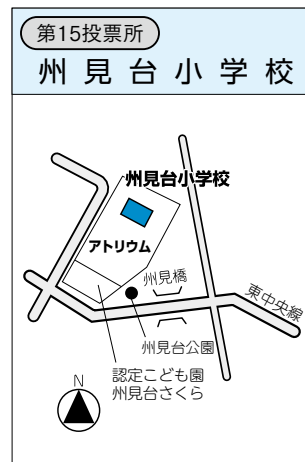 第15投票所
州見台小学校
州見台小学校
アトリウム
州見橋
東中央線
州見台公園
認定こども園
州見台さくら
N